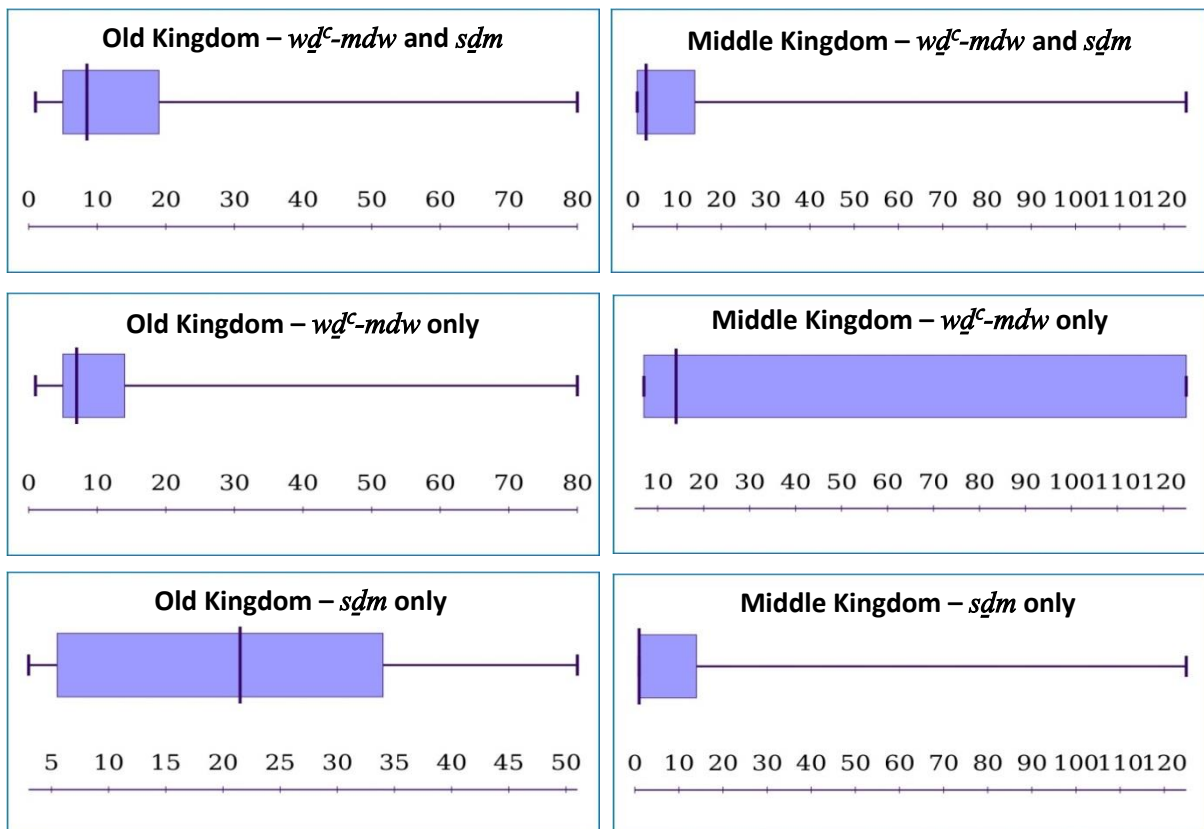 Old Kingdom – wḏꜥ-mdw and sḏm
0 10 20 30 40 50 60 70 80
Middle Kingdom – wḏꜥ-mdw and sḏm
0 10 20 30 40 50 60 70 80 90 100110120
Old Kingdom – wḏꜥ-mdw only
0 10 20 30 40 50 60 70 80
Middle Kingdom – wḏꜥ-mdw only
10 20 30 40 50 60 70 80 90 100110120
Old Kingdom – sḏm only
5 10 15 20 25 30 35 40 45 50
Middle Kingdom – sḏm only
0 10 20 30 40 50 60 70 80 90 100110120